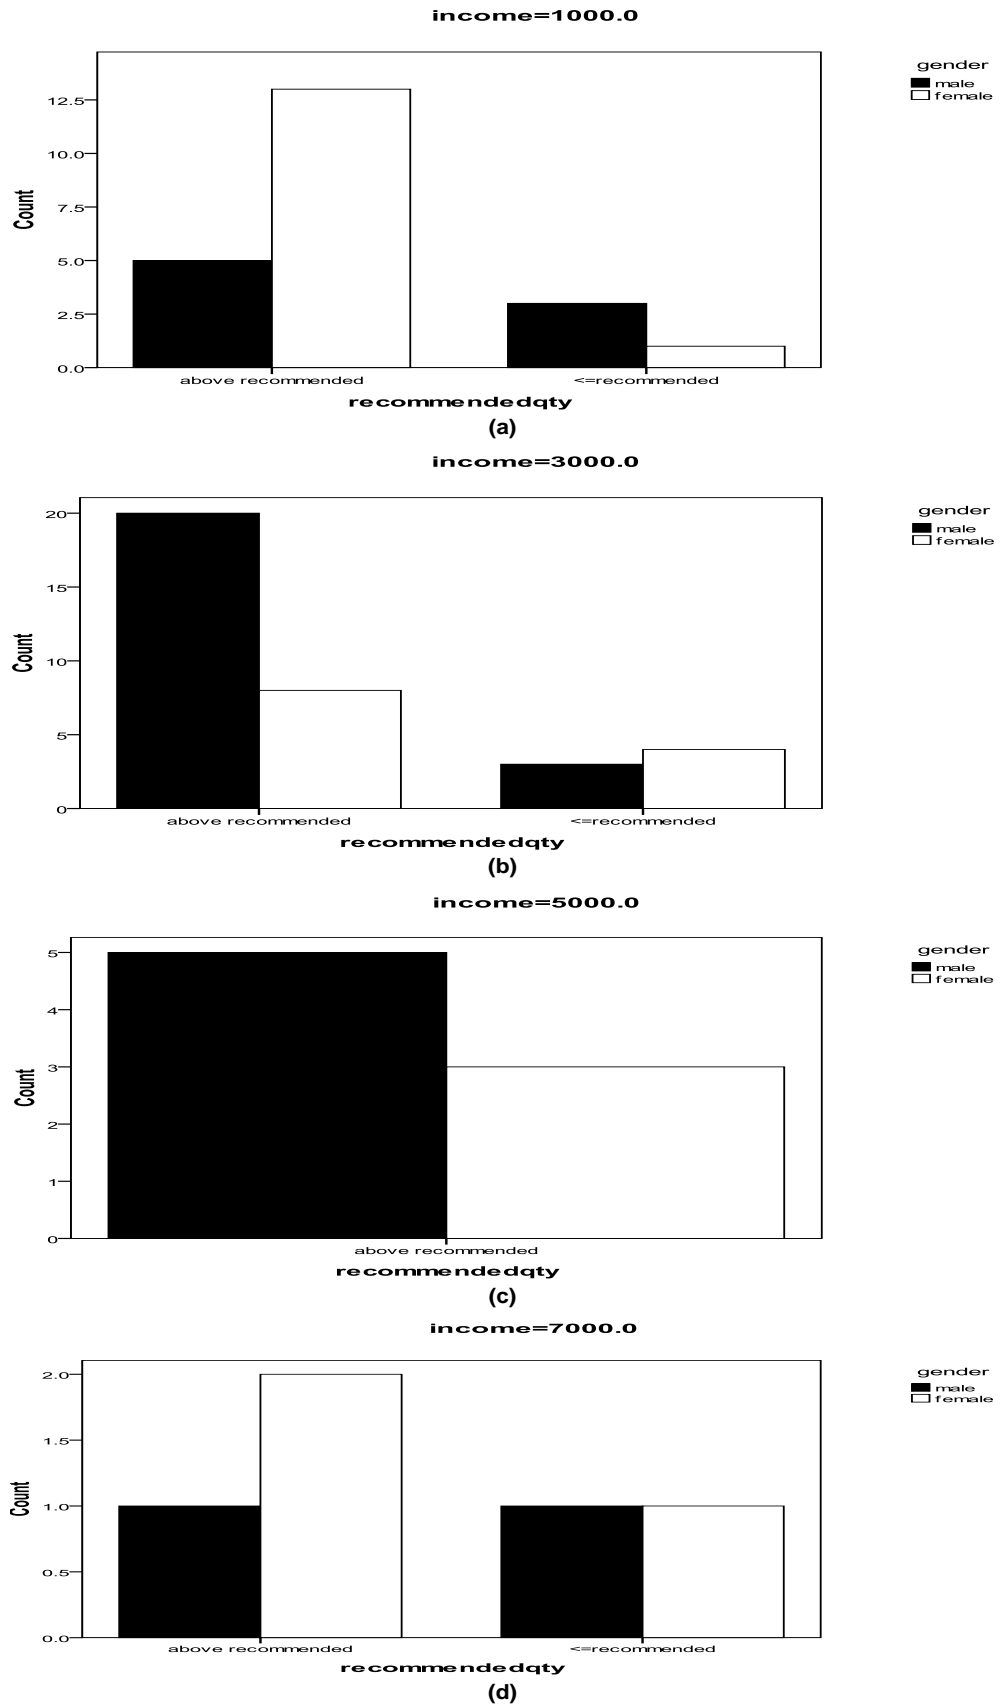 income=1000.0
gender
male
female
Count
12.5
10.0
7.5
5.0
2.5
0.0
above recommended <=recommended
recommendedqty
(a)
income=3000.0
gender
male
female
Count
20
15
10
5
0
above recommended <=recommended
recommendedqty
(b)
income=5000.0
gender
male
female
Count
5
4
3
2
1
0
above recommended
recommendedqty
(c)
income=7000.0
gender
male
female
Count
2.0
1.5
1.0
0.5
0.0
above recommended <=recommended
recommendedqty
(d)